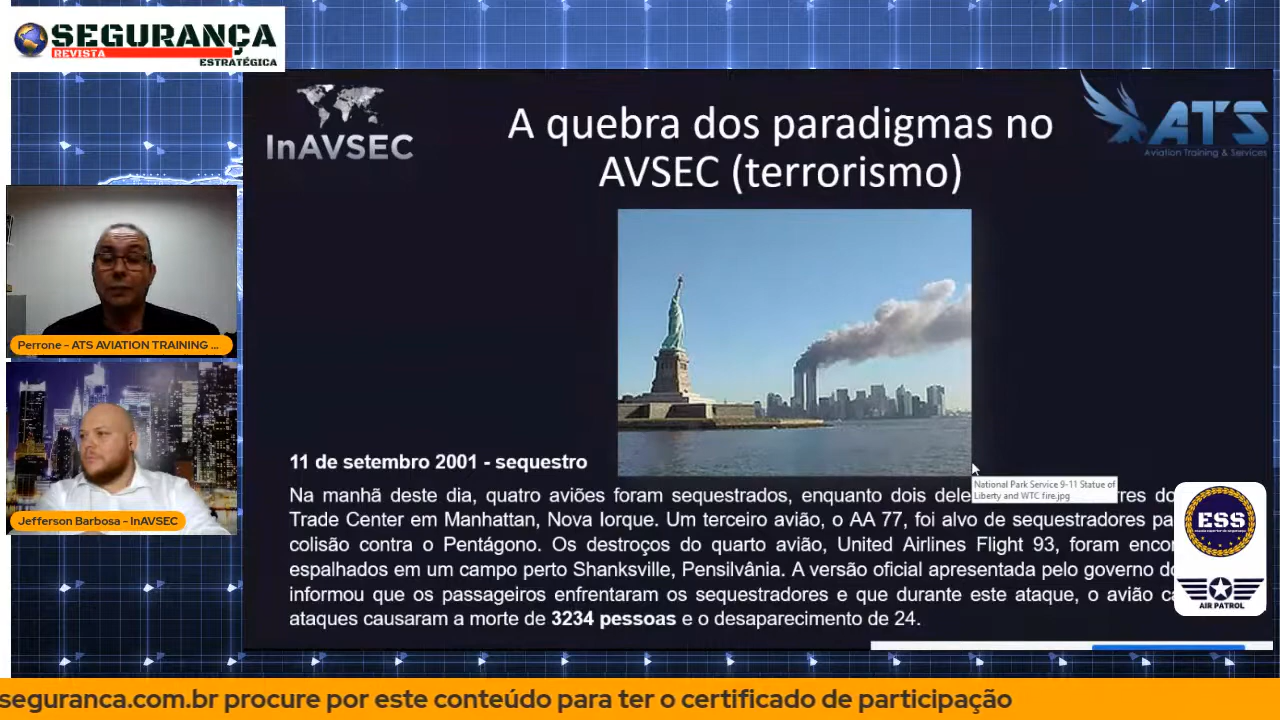 SEGURANÇA
REVISTA
ESTRATÉGICA
InAVSEC
A quebra dos paradigmas no
AVSEC (terrorismo)
ATS
Aviation Training & Services
Perrone - ATS AVIATION TRAINING ...
Jefferson Barbosa - InAVSEC
11 de setembro 2001 - sequestro
National Park Service 9-11 Statue of
Liberty and WTC fire.jpg
Na manhã deste dia, quatro aviões foram sequestrados, enquanto dois
Trade Center em Manhattan, Nova Iorque. Um terceiro avião, o AA 77, foi alvo de sequestradores
colisão contra o Pentágono. Os destroços do quarto avião, United Airlines Flight 93, foram
espalhados em um campo perto Shanksville, Pensilvânia. A versão oficial apresentada pelo governo
informou que os passageiros enfrentaram os sequestradores e que durante este ataque, o avião
ataques causaram a morte de 3234 pessoas e o desaparecimento de 24.
ESS
AIR PATROL
seguranca.com.br procure por este conteúdo para ter o certificado de participação